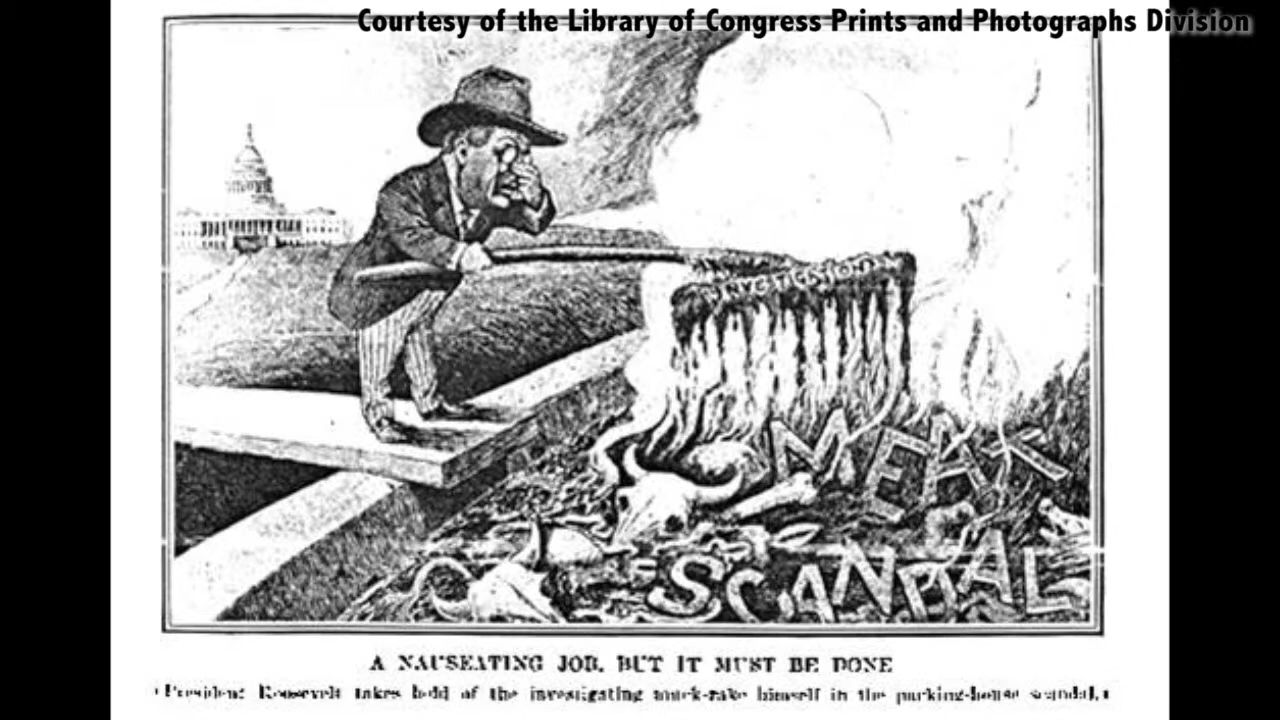 Courtesy of the Library of Congress Prints and Photographs Division
INVESTIGATION
MEAT
SCANDAL
A NAUSEATING JOB, BUT IT MUST BE DONE
(President Roosevelt takes hold of the investigating muck-rake himself in the packing-house scandal.)